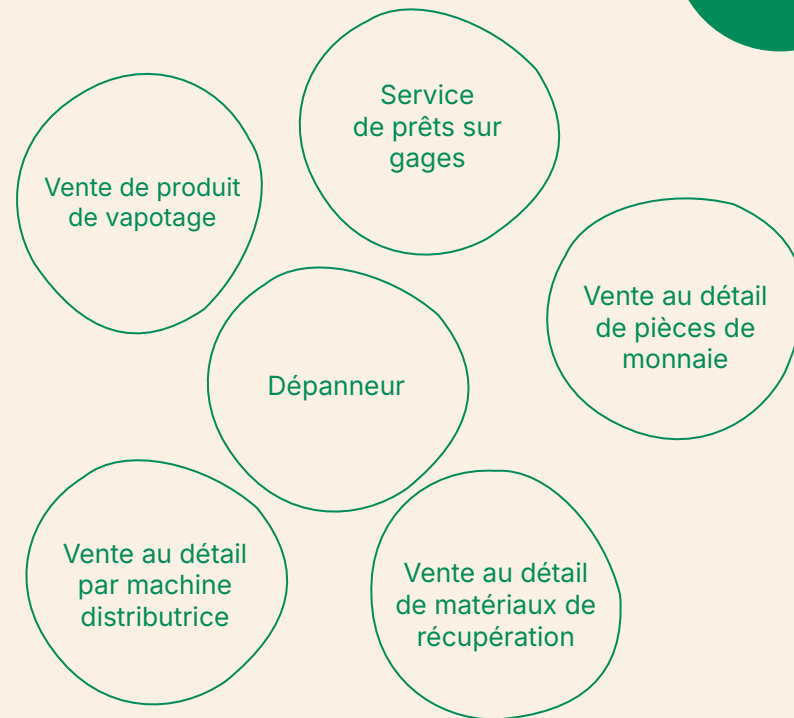 Service
de prêts sur
gages
Vente de produit
de vapotage
Vente au détail
de pièces de
monnaie
Dépanneur
Vente au détail
par machine
distributrice
Vente au détail
de matériaux de
récupération